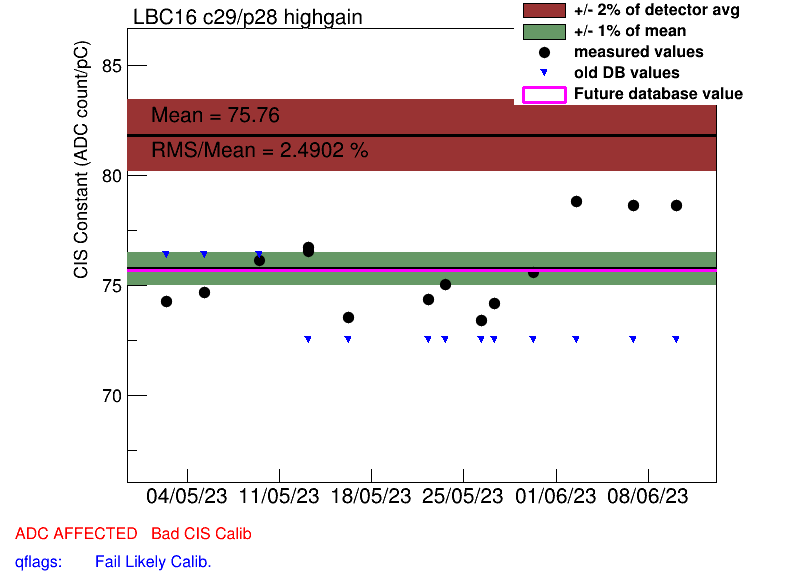 LBC16 c29/p28 highgain
+/- 2% of detector avg
+/- 1% of mean
measured values
old DB values
Future database value
CIS Constant (ADC count/pC)
85
80
75
70
Mean = 75.76
RMS/Mean = 2.4902 %
04/05/23 11/05/23 18/05/23 25/05/23 01/06/23 08/06/23
ADC AFFECTED Bad CIS Calib
qflags: Fail Likely Calib.